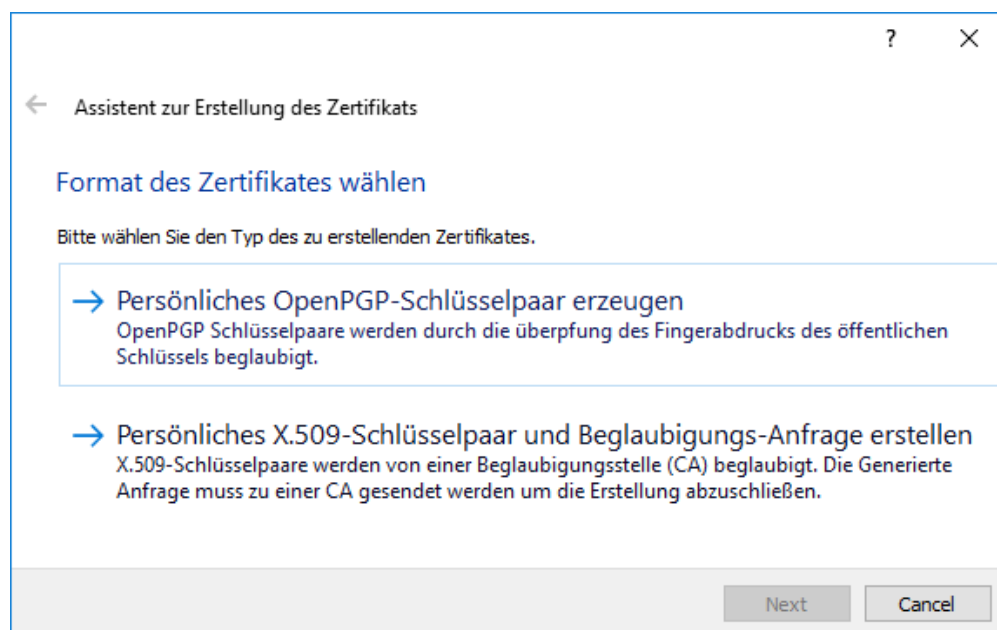 ?
Assistent zur Erstellung des Zertifikats
Format des Zertifikates wählen
Bitte wählen Sie den Typ des zu erstellenden Zertifikates.
Persönliches OpenPGP-Schlüsselpaar erzeugen
OpenPGP Schlüsselpaare werden durch die überpfung des Fingerabdrucks des öffentlichen
Schlüssels beglaubigt.
Persönliches X.509-Schlüsselpaar und Beglaubigungs-Anfrage erstellen
X.509-Schlüsselpaare werden von einer Beglaubigungsstelle (CA) beglaubigt. Die Generierte
Anfrage muss zu einer CA gesendet werden um die Erstellung abzuschließen.
Next Cancel